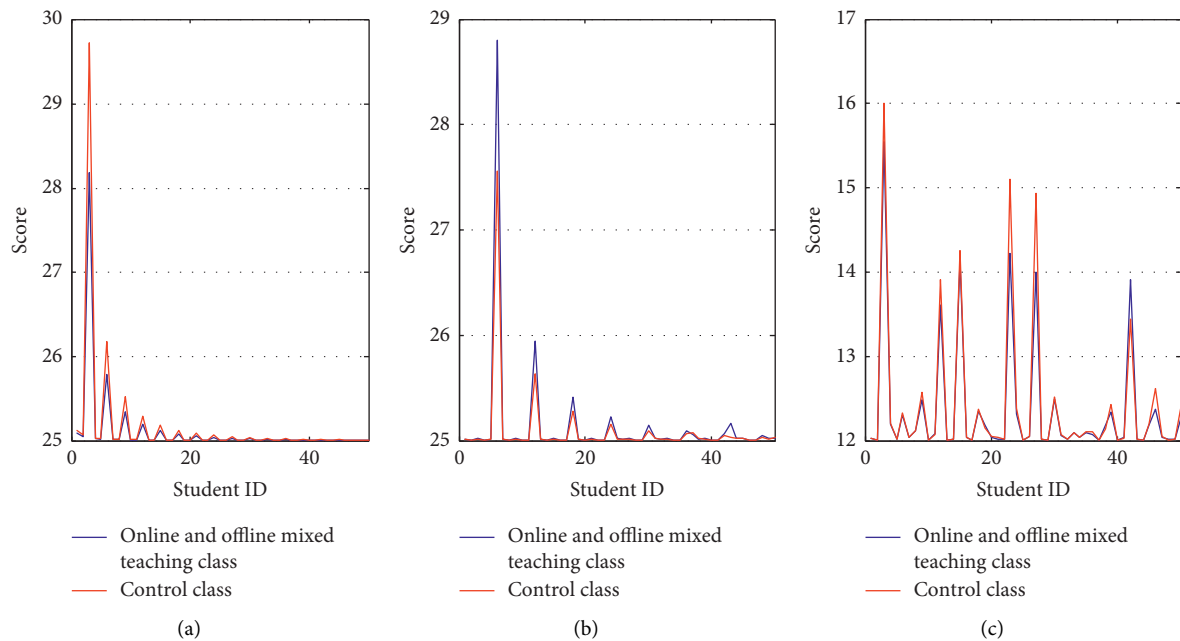 30
29
28
27
26
25
Score
0
20
40
Student ID
Online and offline mixed
teaching class
Control class
(a)
29
28
27
26
25
Score
0
20
40
Student ID
Online and offline mixed
teaching class
Control class
(b)
17
16
15
14
13
12
Score
0
20
40
Student ID
Online and offline mixed
teaching class
Control class
(c)